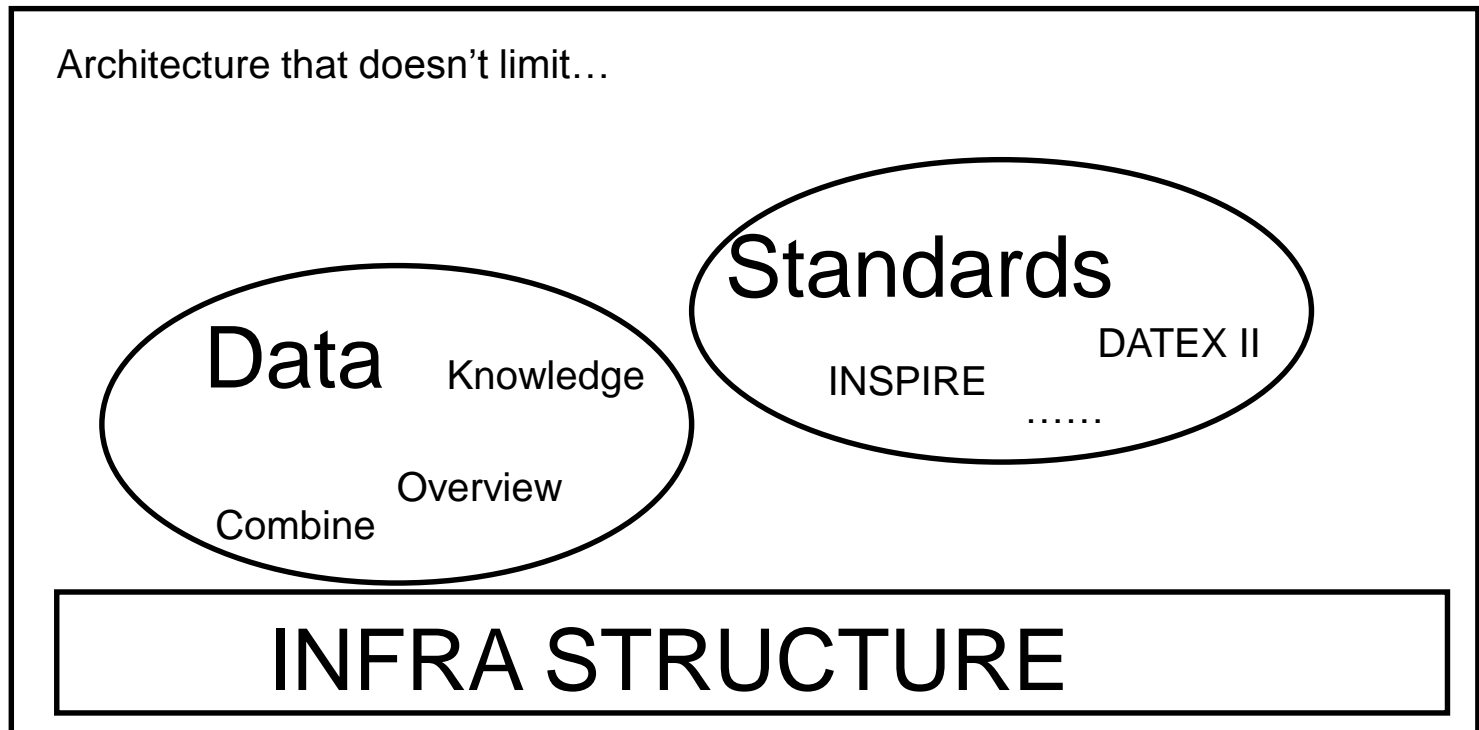 Architecture that doesn’t limit…
Standards
DATEX II
INSPIRE
……
Data
Knowledge
Overview
Combine
INFRA STRUCTURE